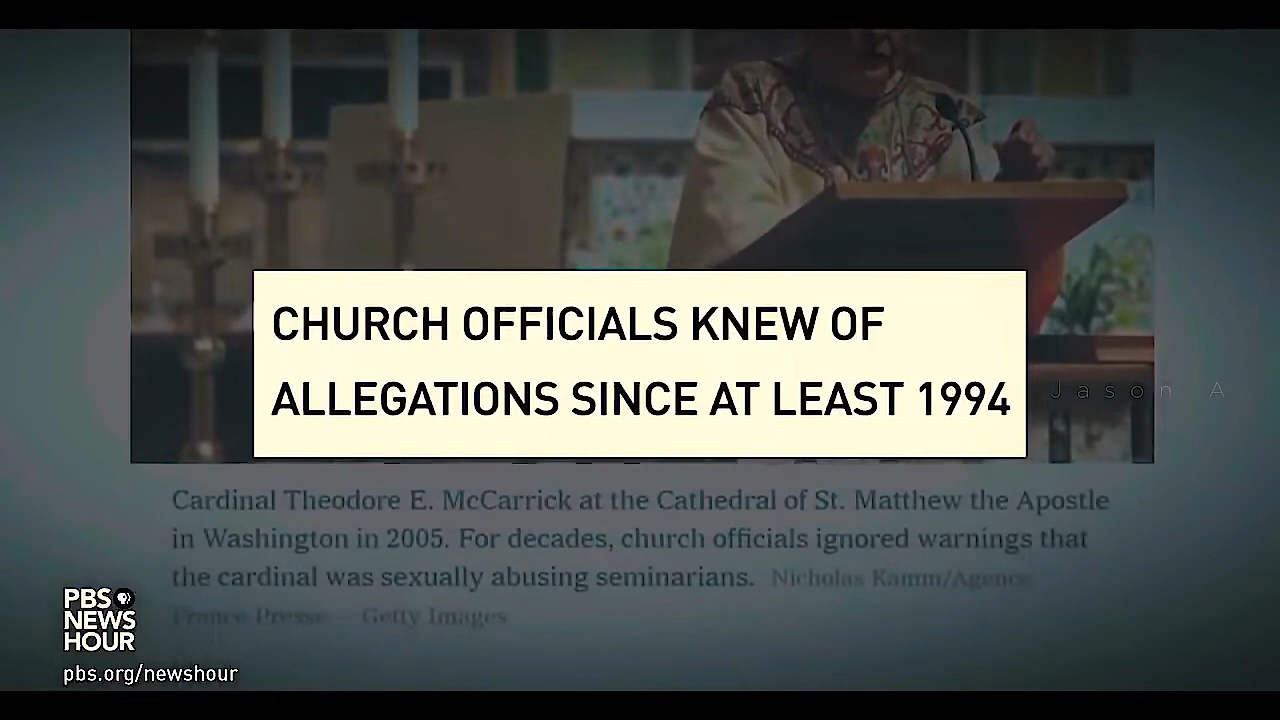 CHURCH OFFICIALS KNEW OF
ALLEGATIONS SINCE AT LEAST 1994
Jason A
Cardinal Theodore E. McCarrick at the Cathedral of St. Matthew the Apostle
in Washington in 2005. For decades, church officials ignored warnings that
the cardinal was sexually abusing seminarians. Nicholas Kamm/Agence
France-Presse — Getty Images
PBS
NEWS
HOUR
pbs.org/newshour